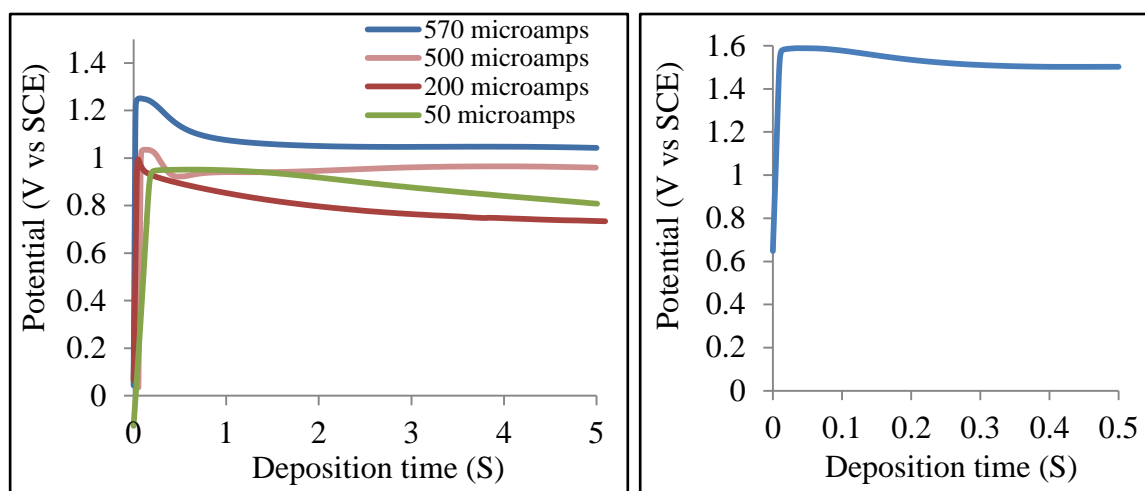 570 microamps
500 microamps
200 microamps
50 microamps
Potential (V vs SCE)
1.4
1.2
1
0.8
0.6
0.4
0.2
0
0 1 2 3 4 5
Deposition time (S)
Potential (V vs SCE)
1.6
1.4
1.2
1
0.8
0.6
0.4
0.2
0
0 0.1 0.2 0.3 0.4 0.5
Deposition time (S)